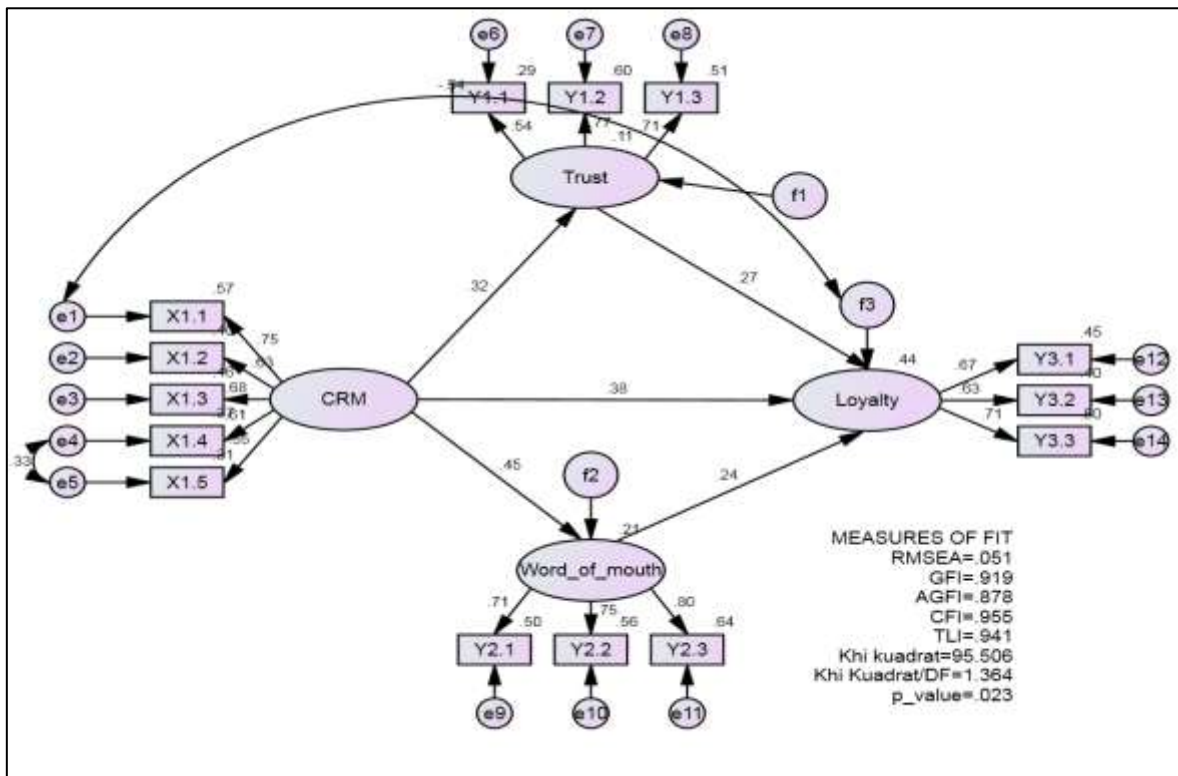 e6 e7 e8
.29 .60 .51
Y1.1 Y1.2 Y1.3
.54 .77 .71
.11
Trust
f1
.32
.27
f3
e1 X1.1 .57
.75
e2 X1.2
.63
e3 X1.3
.68
e4 X1.4
.61
e5 X1.5
.33
CRM
.38
.44
Loyalty
.67 Y3.1 .45 e12
.63 Y3.2 e13
.71 Y3.3 e14
.45
f2
.24
.21
Word_of_mouth
.71 .75 .80
.50 .56 .64
Y2.1 Y2.2 Y2.3
e9 e10 e11
MEASURES OF FIT
RMSEA=.051
GFI=.919
AGFI=.878
CFI=.955
TLI=.941
Khi kuadrat=95.506
Khi Kuadrat/DF=1.364
p_value=.023